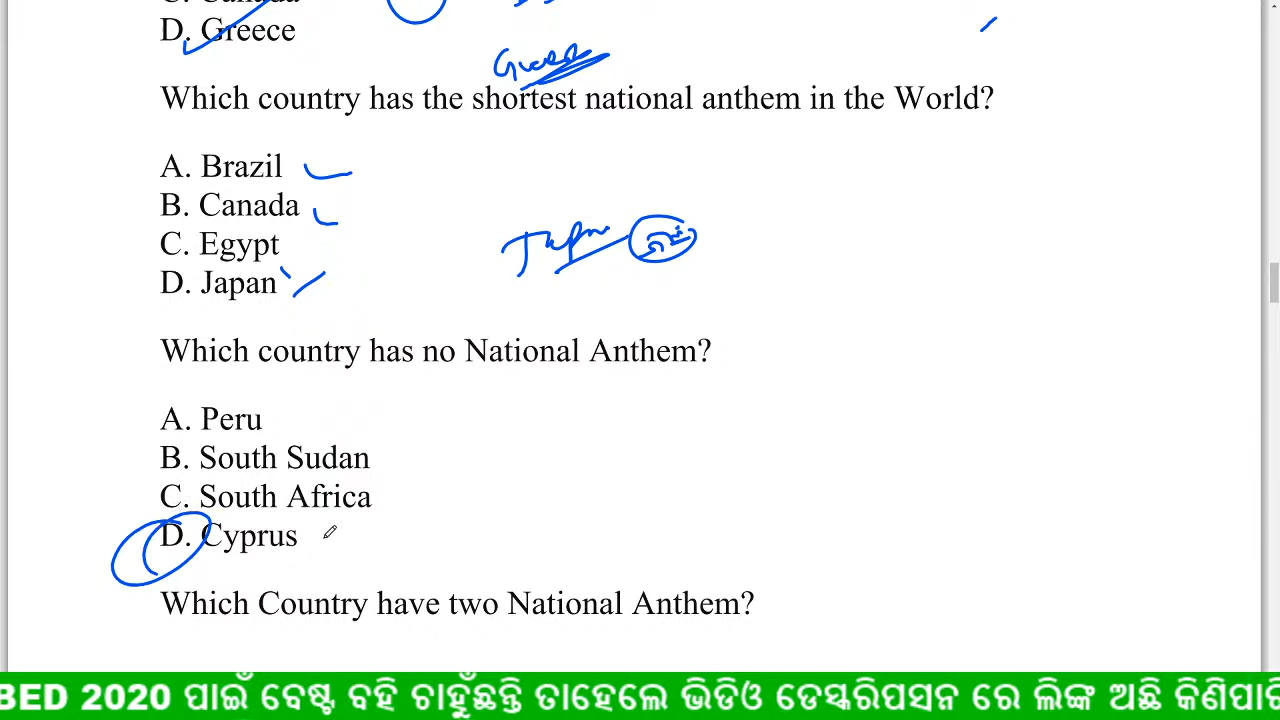 D. Greece
Which country has the shortest national anthem in the World?
A. Brazil
B. Canada
C. Egypt
Japan
D. Japan
Which country has no National Anthem?
A. Peru
B. South Sudan
C. South Africa
D. Cyprus
Which Country have two National Anthem?
BED 2020 ପାଇଁ ବେଷ୍ଟ ବହି ଚାହୁଁଛନ୍ତି ତାହେଲେ ଭିଡିଓ ଡେସ୍କରିପସନ ରେ ଲିଙ୍କ ଅଛି